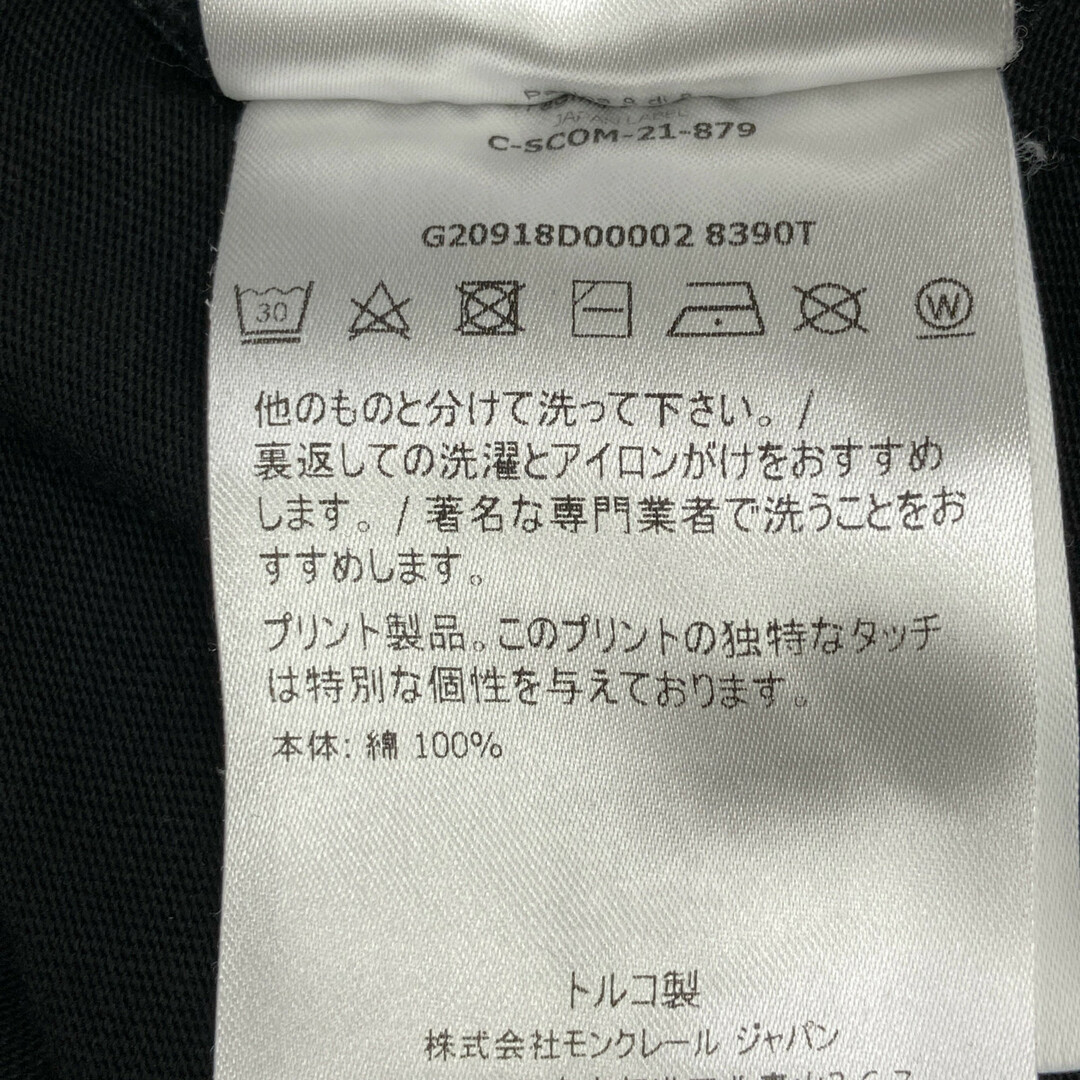 JAPAN LABEL
C-SCOM-21-879
G20918D00002 8390T
30
W
他のものと分けて洗って下さい。/
裏返しての洗濯とアイロンがけをおすすめ
します。/ 著名な専門業者で洗うことをお
すすめします。
プリント製品。このプリントの独特なタッチ
は特別な個性を与えております。
本体: 綿 100%
トルコ製
株式会社モンクレール ジャパン